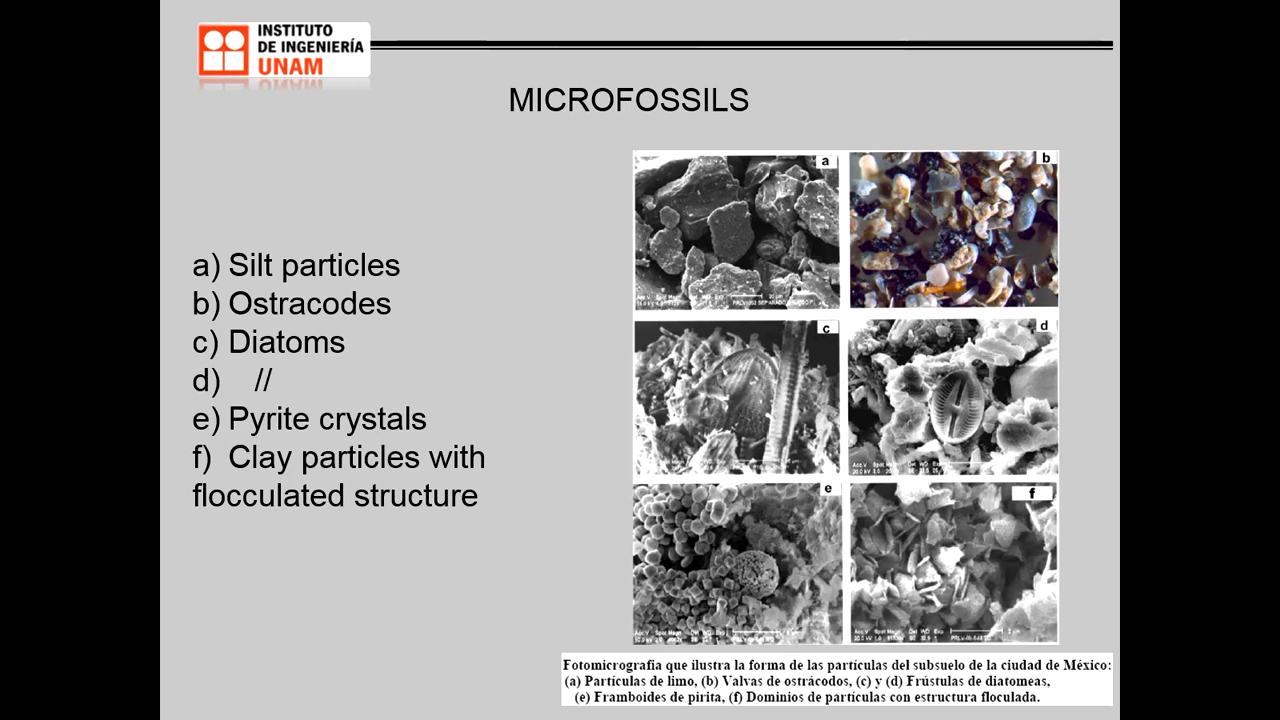 INSTITUTO
DE INGENIERÍA
UNAM
MICROFOSSILS
a) Silt particles
b) Ostracodes
c) Diatoms
d) //
e) Pyrite crystals
f) Clay particles with
flocculated structure
a
b
c
d
e
f
Fotomicrografía que ilustra la forma de las partículas del subsuelo de la ciudad de México:
(a) Partículas de limo, (b) Valvas de ostrácodos, (c) y (d) Frústulas de diatomeas,
(e) Framboides de pirita, (f) Dominios de partículas con estructura floculada.